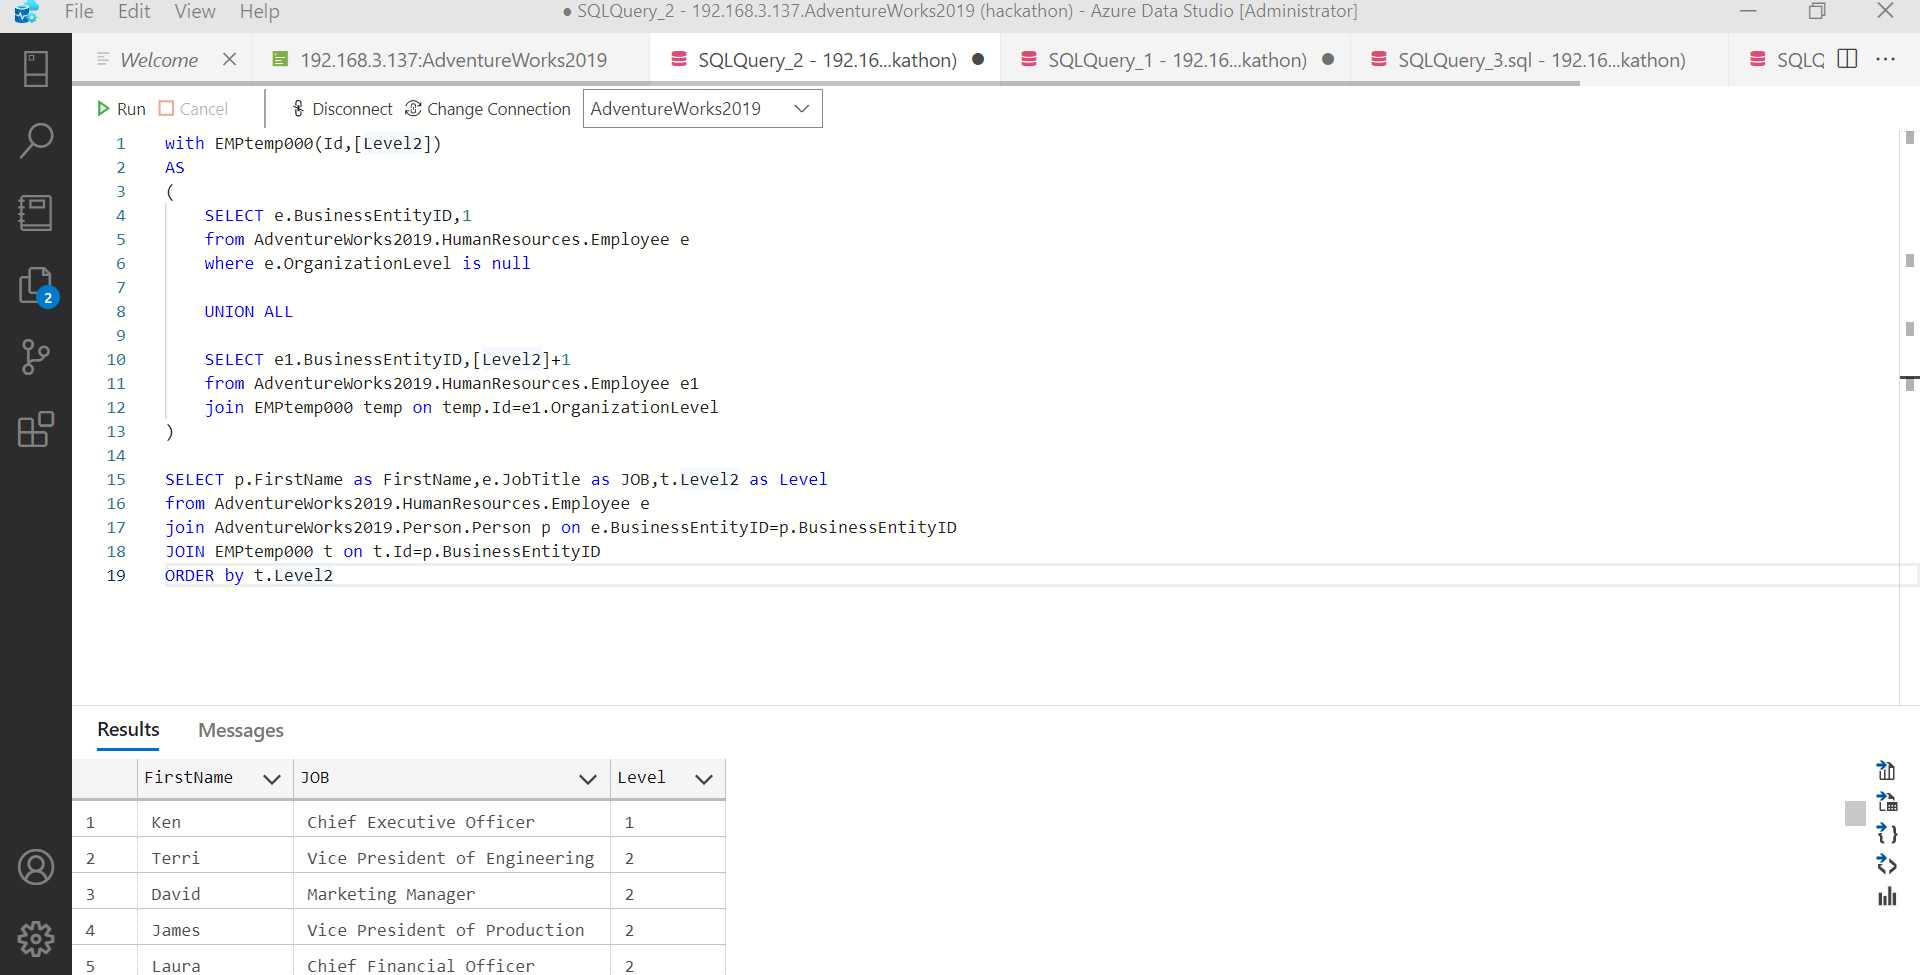 File Edit View Help
● SQLQuery_2 - 192.168.3.137.AdventureWorks2019 (hackathon) - Azure Data Studio [Administrator]
Welcome
192.168.3.137:AdventureWorks2019
SQLQuery_2 - 192.16...kathon)
SQLQuery_1 - 192.16...kathon)
SQLQuery_3.sql - 192.16...kathon)
SQLQ
Run Cancel Disconnect Change Connection AdventureWorks2019
1 with EMPtemp000(Id,[Level2])
2 AS
3 (
4 SELECT e.BusinessEntityID,1
5 from AdventureWorks2019.HumanResources.Employee e
6 where e.OrganizationLevel is null
7
8 UNION ALL
9
10 SELECT e1.BusinessEntityID,[Level2]+1
11 from AdventureWorks2019.HumanResources.Employee e1
12 join EMPtemp000 temp on temp.Id=e1.OrganizationLevel
13 )
14
15 SELECT p.FirstName as FirstName,e.JobTitle as JOB,t.Level2 as Level
16 from AdventureWorks2019.HumanResources.Employee e
17 join AdventureWorks2019.Person.Person p on e.BusinessEntityID=p.BusinessEntityID
18 JOIN EMPtemp000 t on t.Id=p.BusinessEntityID
19 ORDER by t.Level2
2
Results Messages
FirstName JOB Level
1 Ken Chief Executive Officer 1
2 Terri Vice President of Engineering 2
3 David Marketing Manager 2
4 James Vice President of Production 2
5 Laura Chief Financial Officer 2